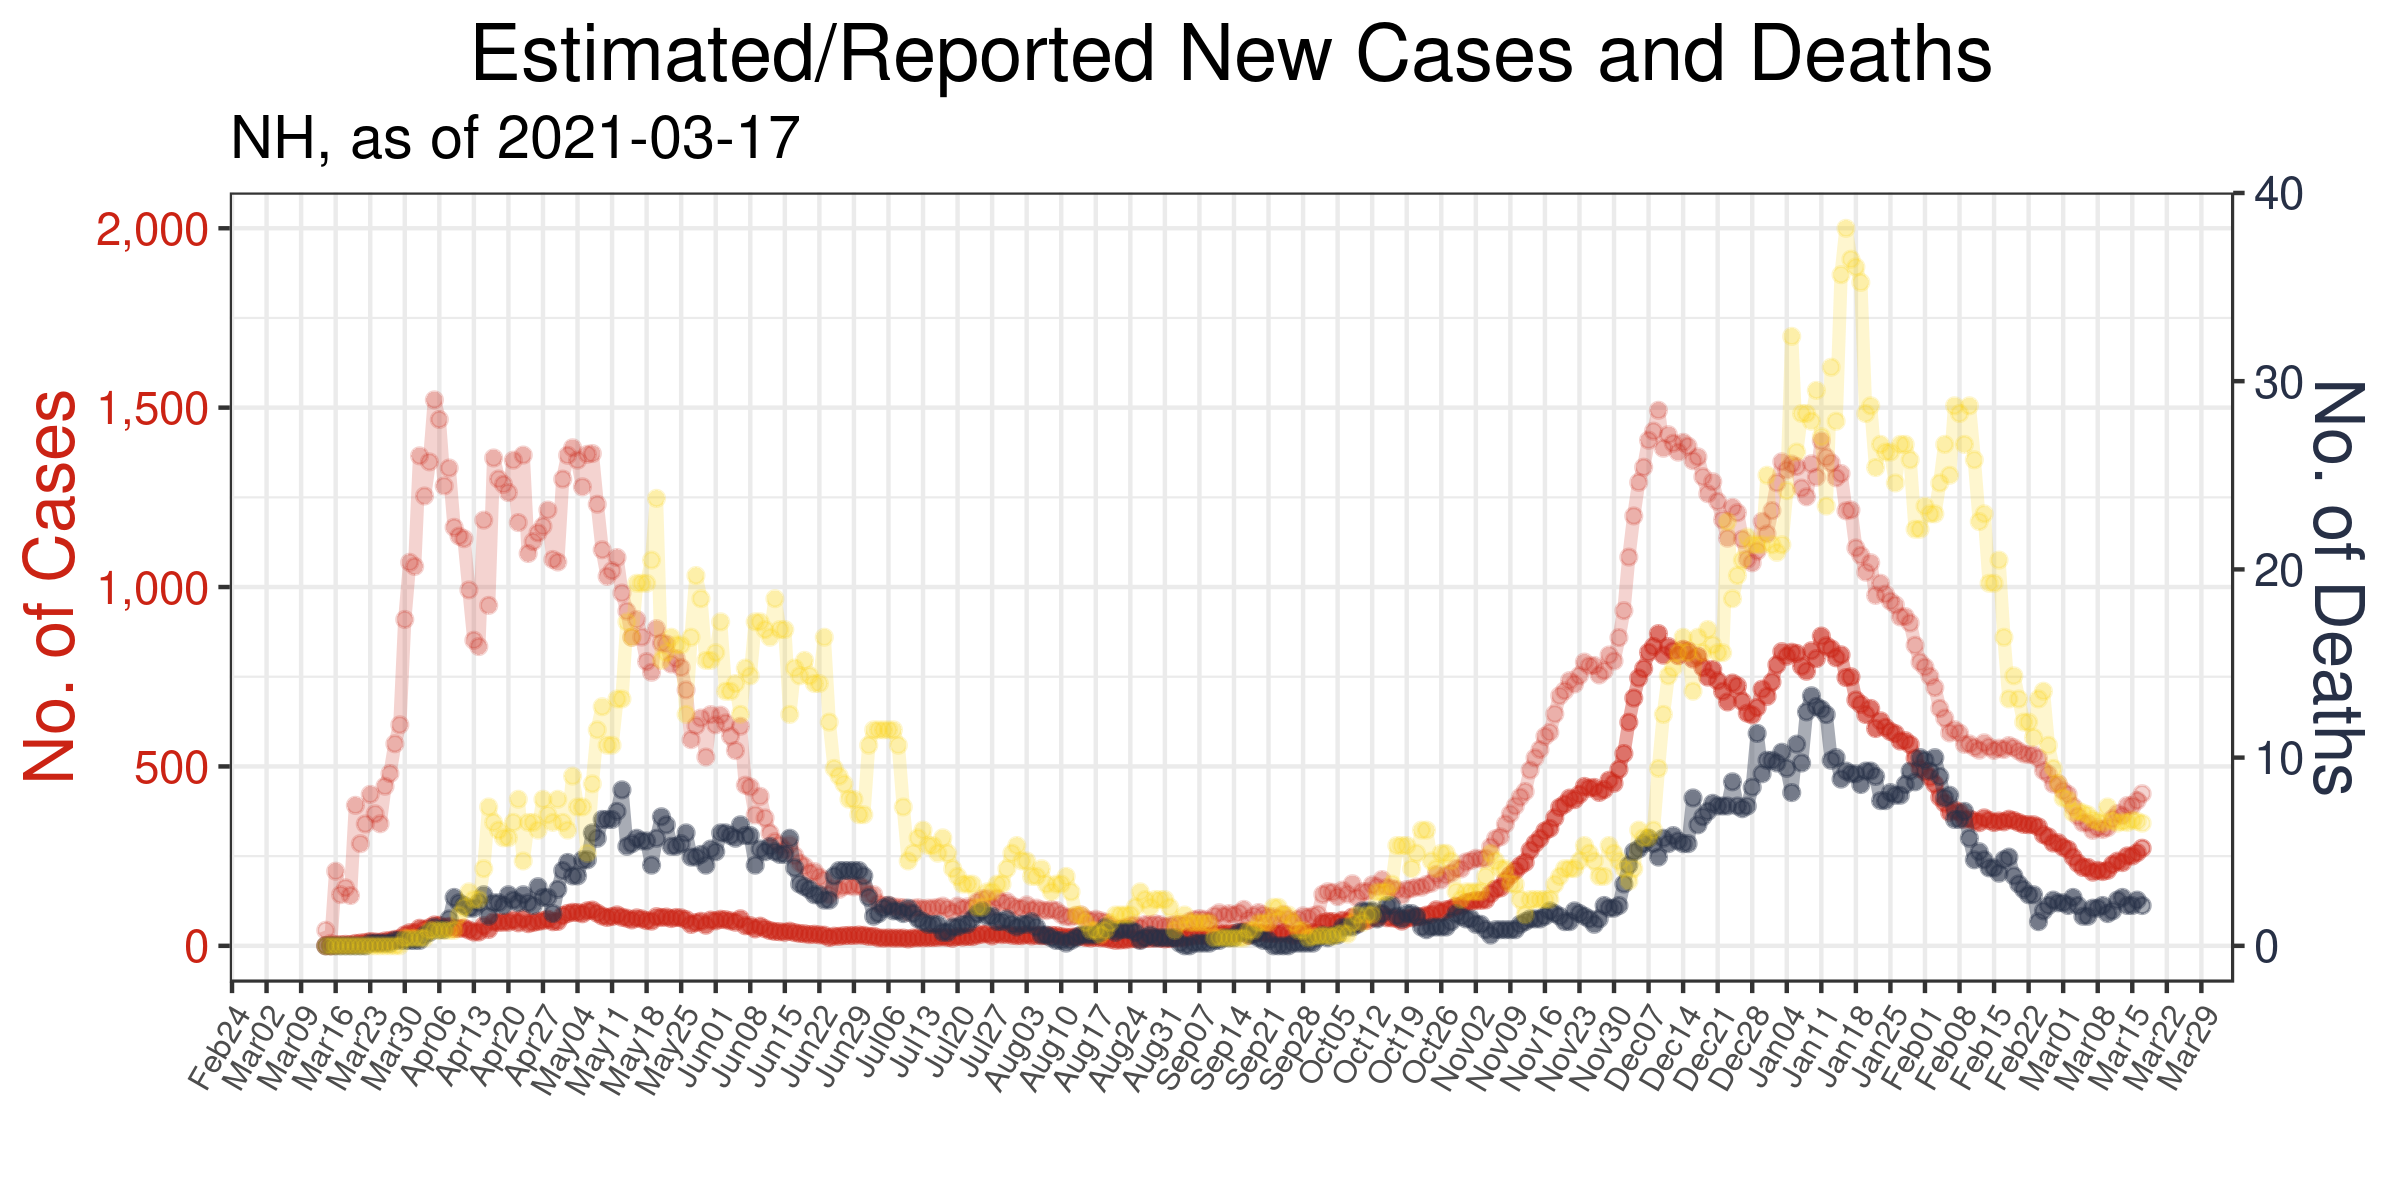 Estimated/Reported New Cases and Deaths
NH, as of 2021-03-17
No. of Cases
2,000
1,500
1,000
500
0
40
30
20
10
0
No. of Deaths
Feb24
Mar02
Mar09
Mar16
Mar23
Mar30
Apr06
Apr13
Apr20
Apr27
May04
May11
May18
May25
Jun01
Jun08
Jun15
Jun22
Jun29
Jul06
Jul13
Jul20
Jul27
Aug03
Aug10
Aug17
Aug24
Aug31
Sep07
Sep14
Sep21
Sep28
Oct05
Oct12
Oct19
Oct26
Nov02
Nov09
Nov16
Nov23
Nov30
Dec07
Dec14
Dec21
Dec28
Jan04
Jan11
Jan18
Jan25
Feb01
Feb08
Feb15
Feb22
Mar01
Mar08
Mar15
Mar22
Mar29